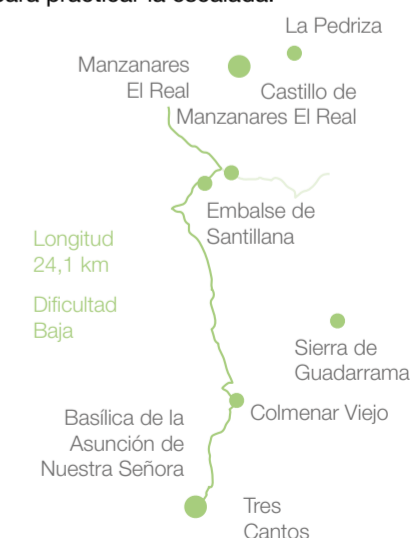 para practicar la escalada.
La Pedriza
Manzanares
El Real
Castillo de
Manzanares El Real
Embalse de
Santillana
Longitud
24,1 km
Dificultad
Baja
Sierra de
Guadarrama
Colmenar Viejo
Basílica de la
Asunción de
Nuestra Señora
Tres
Cantos